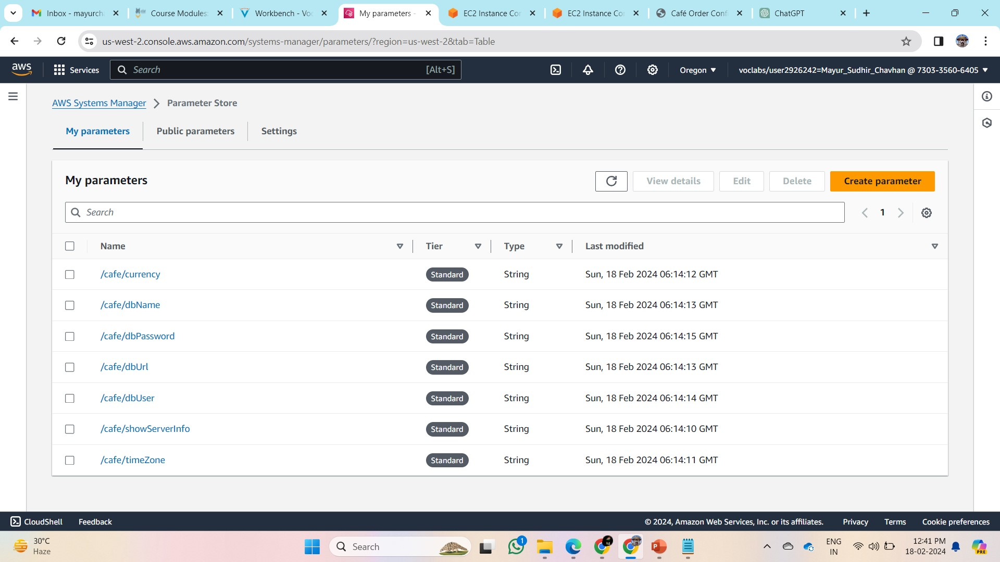 Inbox - mayurch
Course Modules:
Workbench - Voc
My parameters -
EC2 Instance Con
EC2 Instance Con
Café Order Confi
ChatGPT
us-west-2.console.aws.amazon.com/systems-manager/parameters/?region=us-west-2&tab=Table
aws
Services
Search
[Alt+S]
Oregon
voclabs/user2926242=Mayur_Sudhir_Chavhan @ 7303-3560-6405
AWS Systems Manager
Parameter Store
My parameters
Public parameters
Settings
My parameters
View details
Edit
Delete
Create parameter
Search
1
Name
Tier
Type
Last modified
/cafe/currency Standard String Sun, 18 Feb 2024 06:14:12 GMT
/cafe/dbName Standard String Sun, 18 Feb 2024 06:14:13 GMT
/cafe/dbPassword Standard String Sun, 18 Feb 2024 06:14:15 GMT
/cafe/dbUrl Standard String Sun, 18 Feb 2024 06:14:13 GMT
/cafe/dbUser Standard String Sun, 18 Feb 2024 06:14:14 GMT
/cafe/showServerInfo Standard String Sun, 18 Feb 2024 06:14:10 GMT
/cafe/timeZone Standard String Sun, 18 Feb 2024 06:14:11 GMT
CloudShell
Feedback
© 2024, Amazon Web Services, Inc. or its affiliates.
Privacy
Terms
Cookie preferences
30°C
Haze
Search
1
ENG
IN
12:41 PM
18-02-2024
PRE